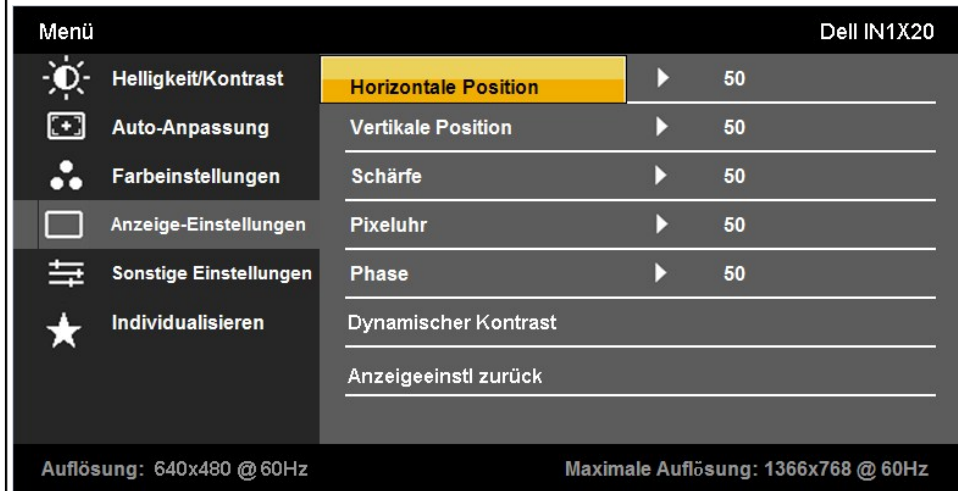 Menü Dell IN1X20
Helligkeit/Kontrast Horizontale Position 50
Auto-Anpassung Vertikale Position 50
Farbeinstellungen Schärfe 50
Anzeige-Einstellungen Pixeluhr 50
Sonstige Einstellungen Phase 50
Individualisieren Dynamischer Kontrast
Anzeigeeinstl zurück
Auflösung: 640x480 @ 60Hz Maximale Auflösung: 1366x768 @ 60Hz